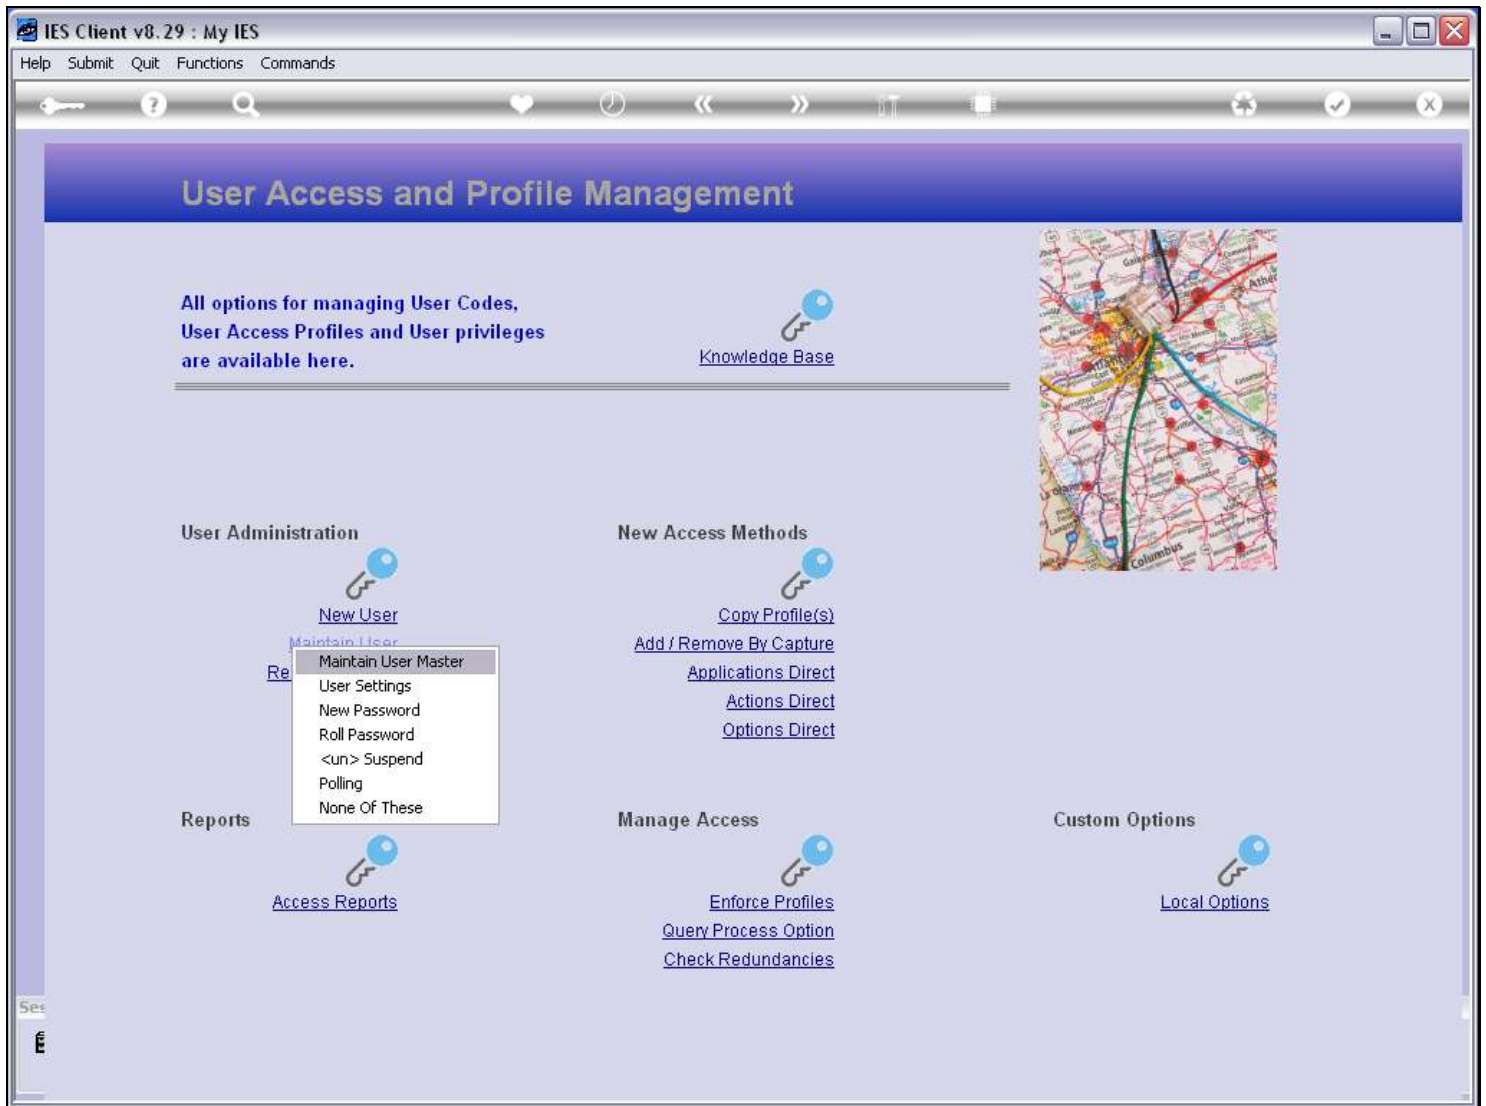 IES Client v8.29 : My IES
Help Submit Quit Functions Commands
User Access and Profile Management
All options for managing User Codes,
User Access Profiles and User privileges
are available here.
Knowledge Base
User Administration
New User
Maintain User
Re
Maintain User Master
User Settings
New Password
Roll Password
<un> Suspend
Polling
None Of These
New Access Methods
Copy Profile(s)
Add / Remove By Capture
Applications Direct
Actions Direct
Options Direct
Reports
Access Reports
Manage Access
Enforce Profiles
Query Process Option
Check Redundancies
Custom Options
Local Options
Columbus
Ses